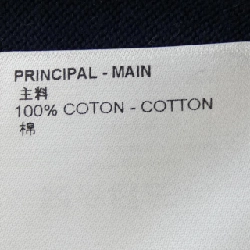 PRINCIPAL - MAIN
主料
100% COTON - COTTON
棉